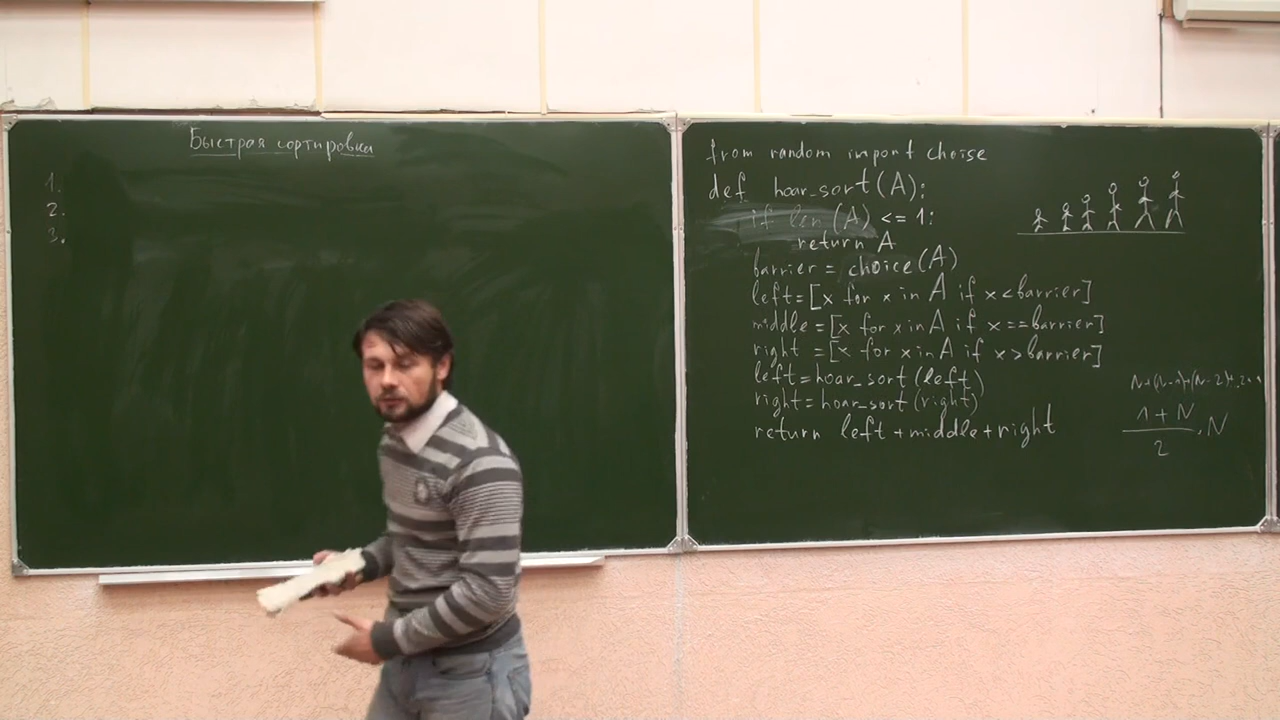 Быстрая сортировка
1.
2.
3.
from random import choise
def hoar_sort(A):
if len(A) <= 1:
return A
barrier = choice(A)
left=[x for x in A if x<barrier]
middle=[x for x in A if x==barrier]
right=[x for x in A if x>barrier]
left=hoar_sort(left)
right=hoar_sort(right)
return left+middle+right
N+(N-1)+(N-2)+
1+N
2
·N